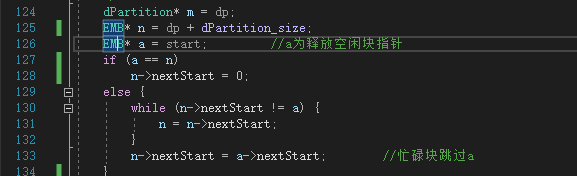 124 dPartition* m = dp;
125 EMB* n = dp + dPartition_size;
126 EMB* a = start; //a为释放空闲块指针
127 if (a == n)
128 n->nextStart = 0;
129 else {
130 while (n->nextStart != a) {
131 n = n->nextStart;
132 }
133 n->nextStart = a->nextStart; //忙碌块跳过a
134 }